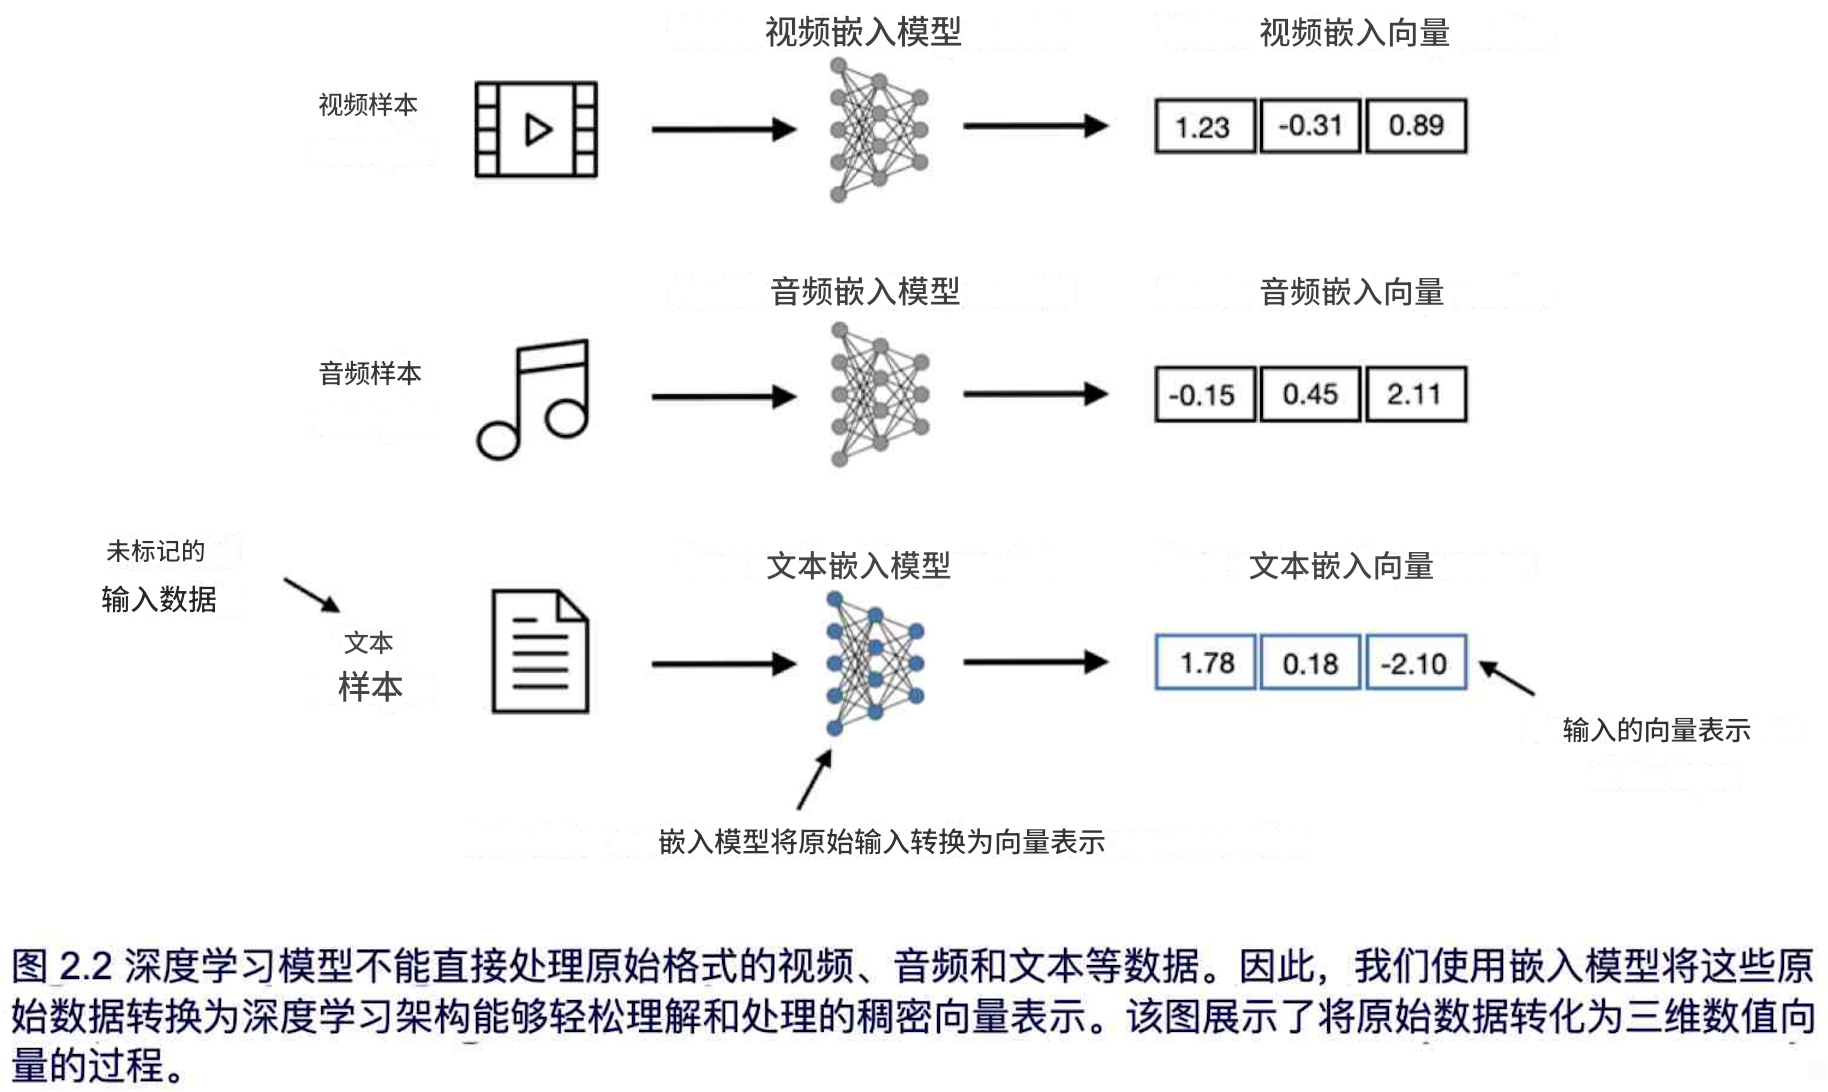 视频嵌入模型
视频嵌入向量
视频样本
1.23 -0.31 0.89
音频嵌入模型
音频嵌入向量
音频样本
-0.15 0.45 2.11
未标记的
输入数据
文本嵌入模型
文本嵌入向量
文本
样本
1.78 0.18 -2.10
输入的向量表示
嵌入模型将原始输入转换为向量表示
图 2.2 深度学习模型不能直接处理原始格式的视频、音频和文本等数据。因此，我们使用嵌入模型将这些原
始数据转换为深度学习架构能够轻松理解和处理的稠密向量表示。该图展示了将原始数据转化为三维数值向
量的过程。